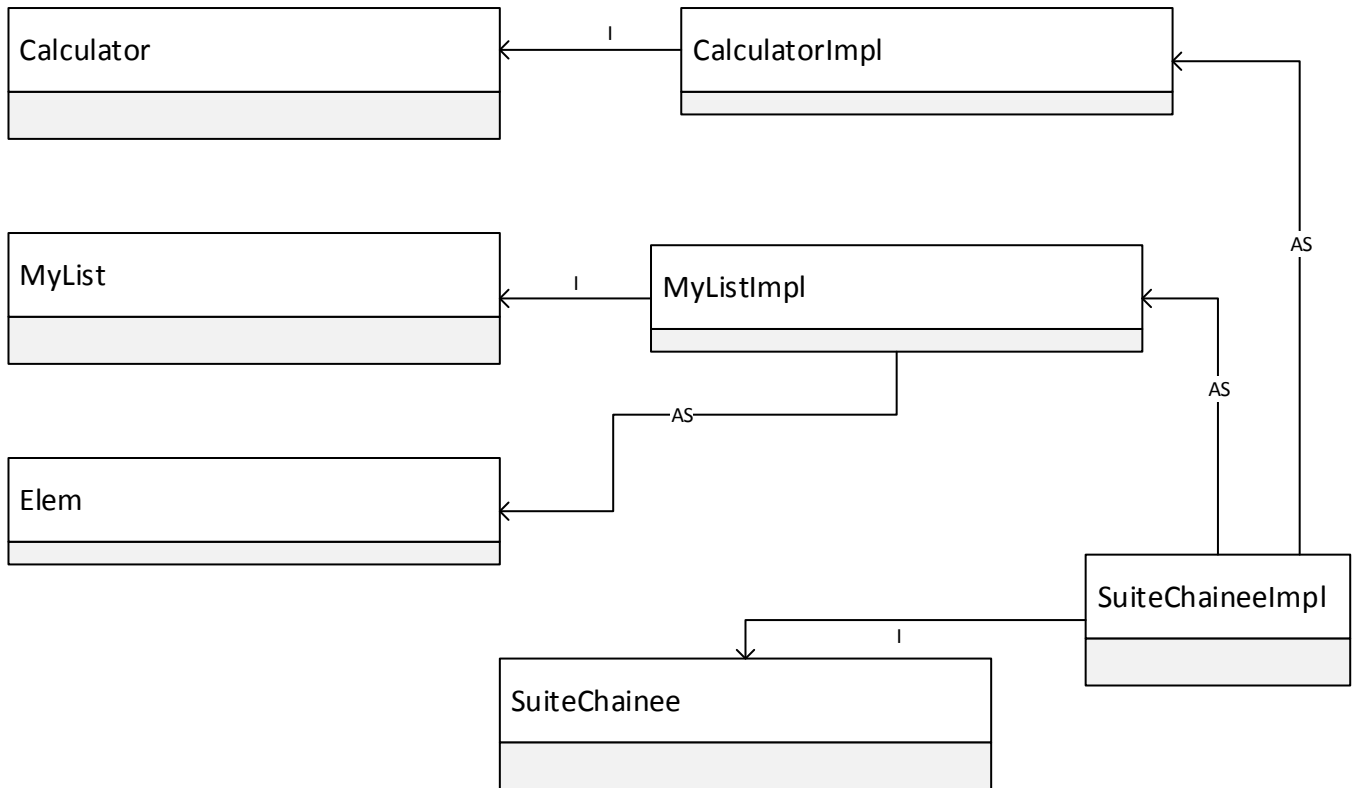 Calculator
I
CalculatorImpl
AS
MyList
I
MyListImpl
AS
AS
Elem
SuiteChaineeImpl
I
SuiteChainee